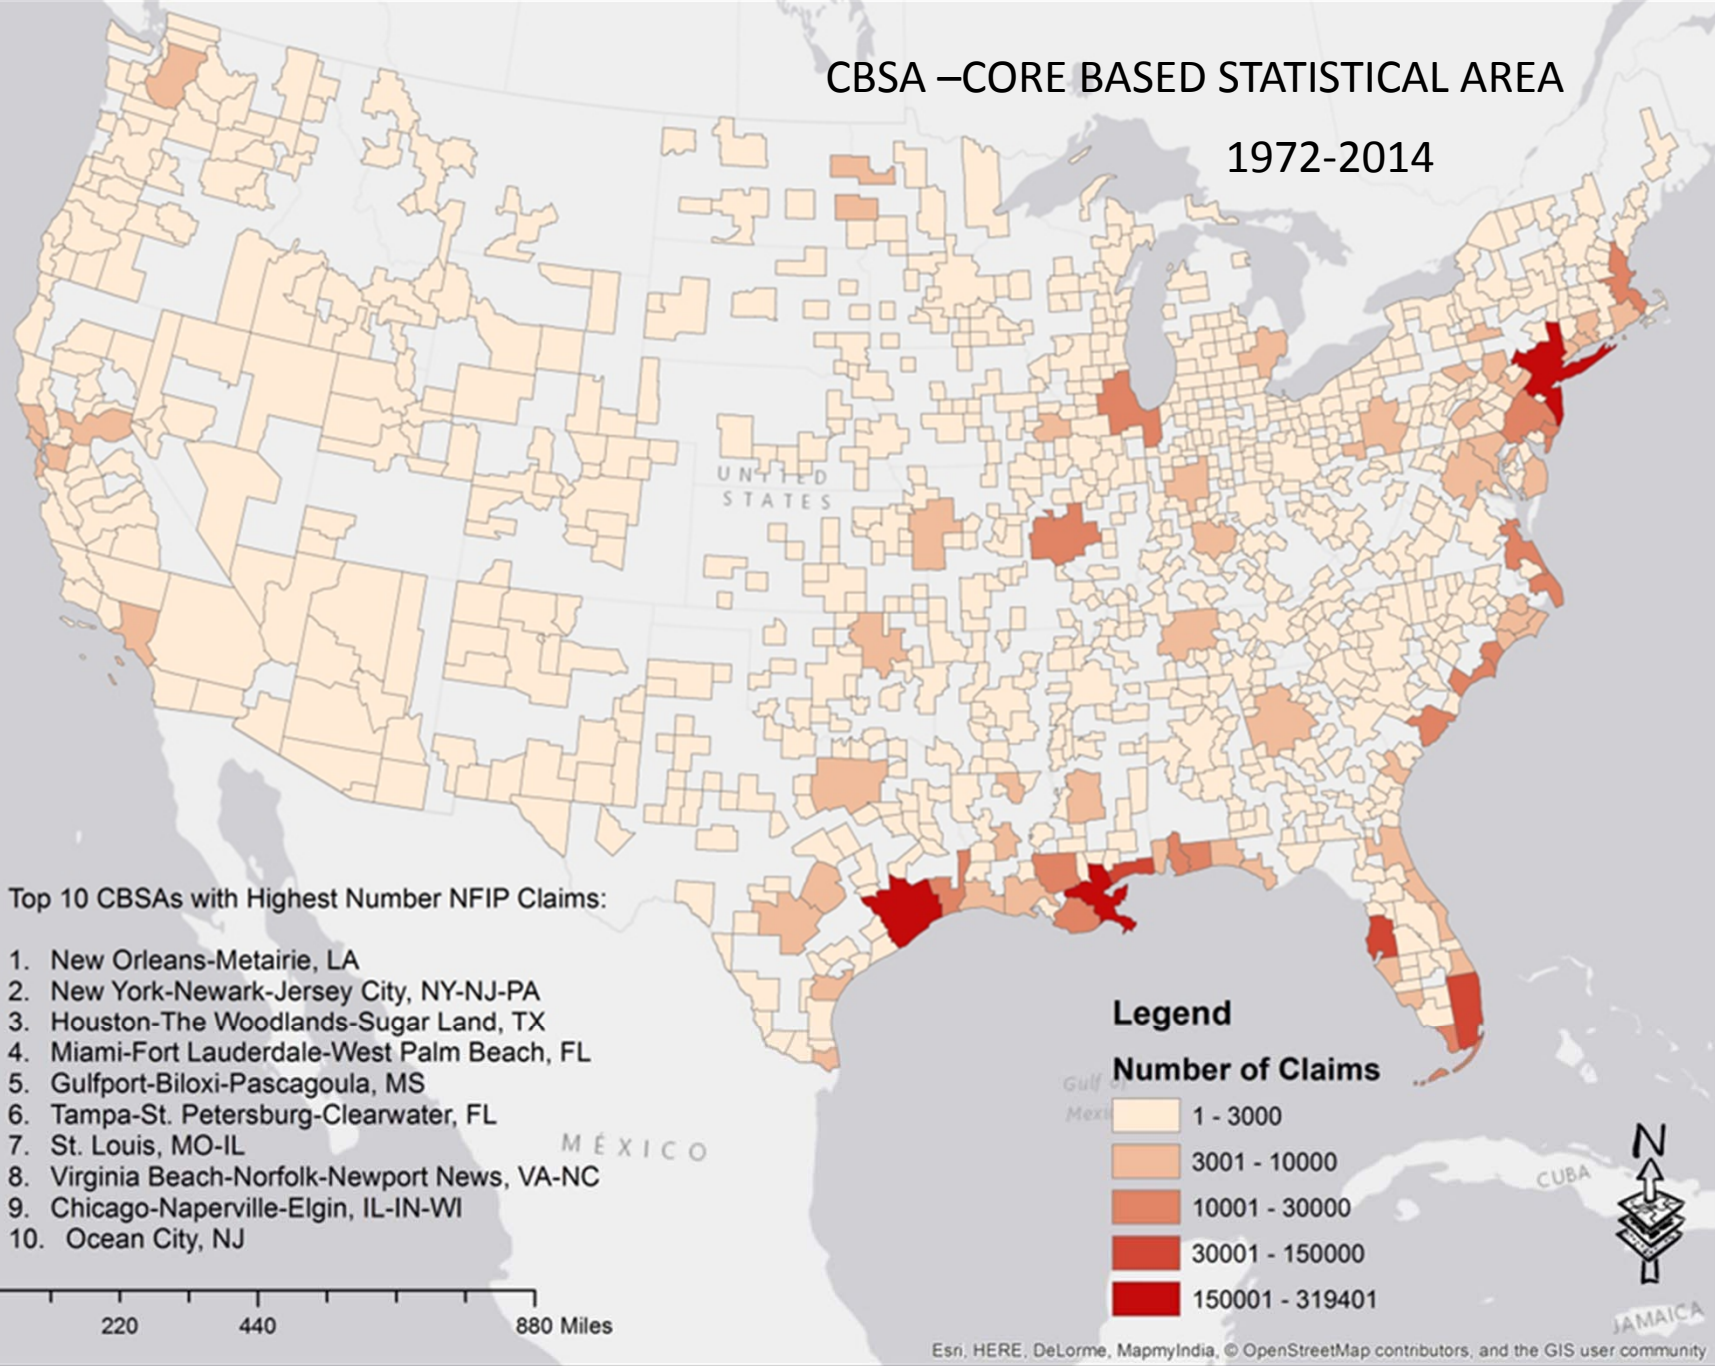 CBSA –CORE BASED STATISTICAL AREA
1972-2014
UNITED
STATES
Top 10 CBSAs with Highest Number NFIP Claims:
1. New Orleans-Metairie, LA
2. New York-Newark-Jersey City, NY-NJ-PA
3. Houston-The Woodlands-Sugar Land, TX
4. Miami-Fort Lauderdale-West Palm Beach, FL
5. Gulfport-Biloxi-Pascagoula, MS
6. Tampa-St. Petersburg-Clearwater, FL
7. St. Louis, MO-IL
8. Virginia Beach-Norfolk-Newport News, VA-NC
9. Chicago-Naperville-Elgin, IL-IN-WI
10. Ocean City, NJ
220 440 880 Miles
MÉXICO
Gulf of
Legend
Number of Claims
1 - 3000
3001 - 10000
10001 - 30000
30001 - 150000
150001 - 319401
N
CUBA
JAMAICA
Esri, HERE, DeLorme, MapmyIndia, © OpenStreetMap contributors, and the GIS user community